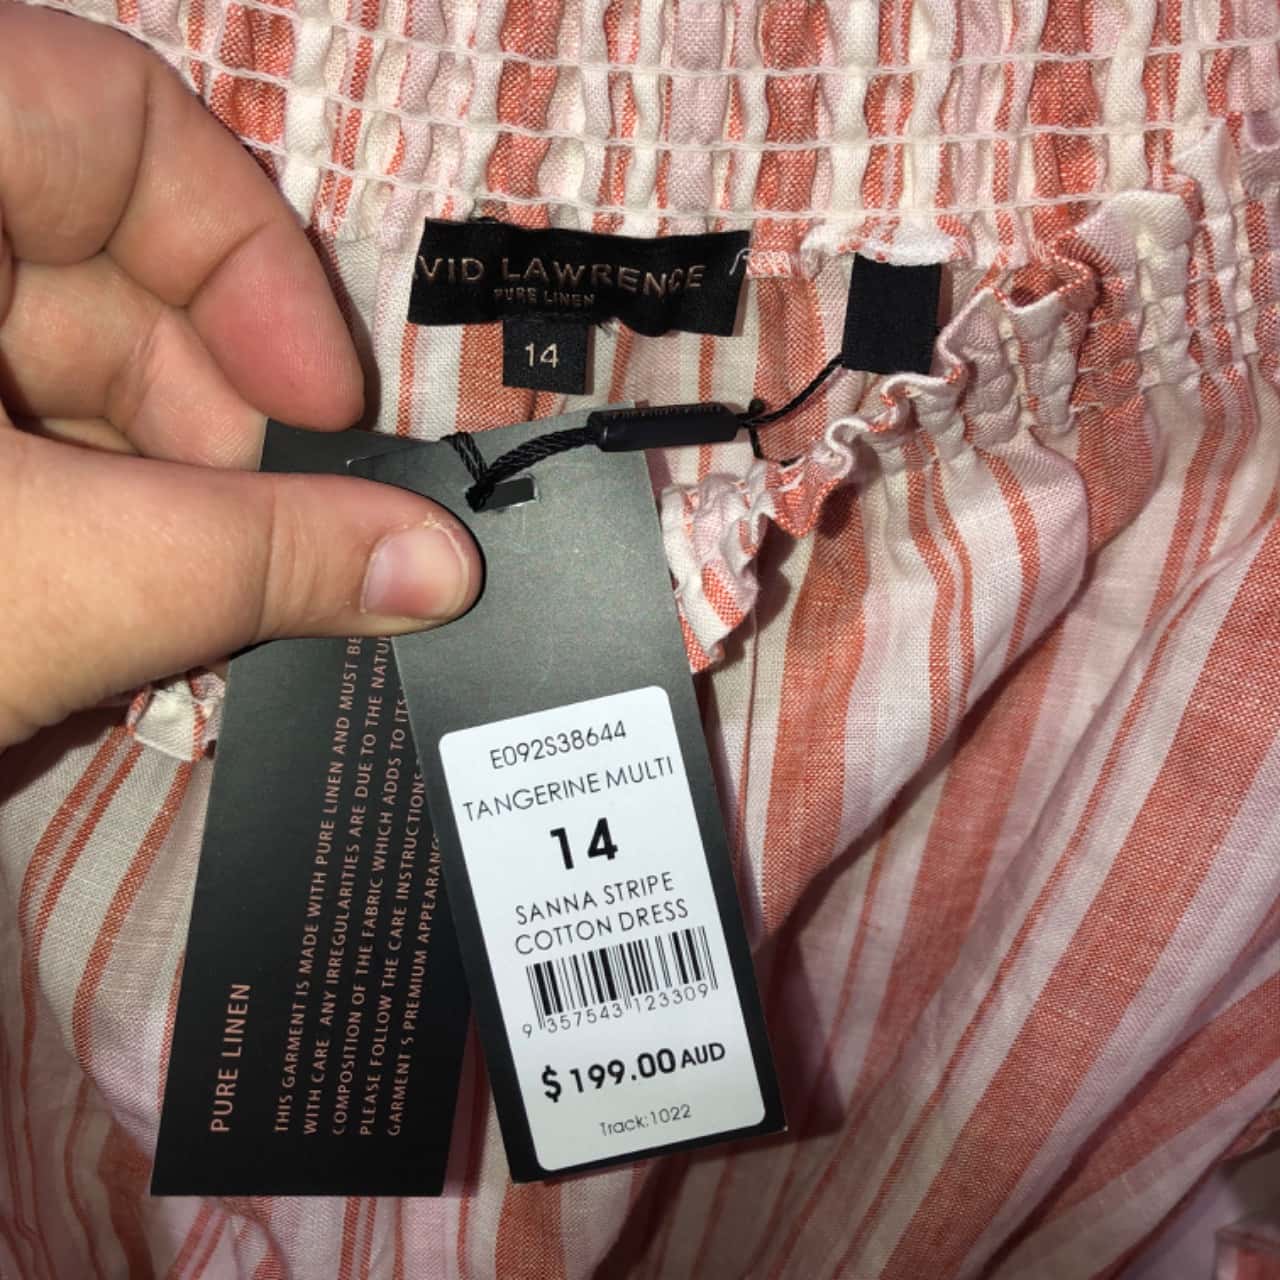 VID LAWRENCE
PURE LINEN
14
E092S38644
TANGERINE MULTI
14
SANNA STRIPE
COTTON DRESS
9 357543 123309
$199.00 AUD
Track:1022
PURE LINEN
THIS GARMENT IS MADE WITH PURE LINEN AND MUST BE
WITH CARE. ANY IRREGULARITIES ARE DUE TO THE NATU
COMPOSITION OF THE FABRIC WHICH ADDS TO ITS
PLEASE FOLLOW THE CARE INSTRUCTIONS
GARMENT'S PREMIUM APPEARANC